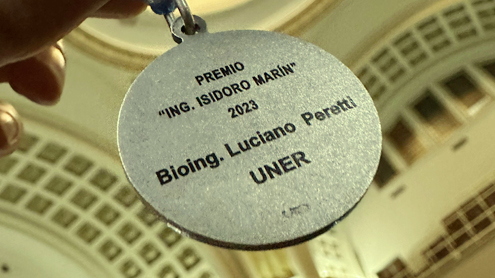 PREMIO
"ING. ISIDORO MARÍN"
2023
Bioing. Luciano Peretti
UNER